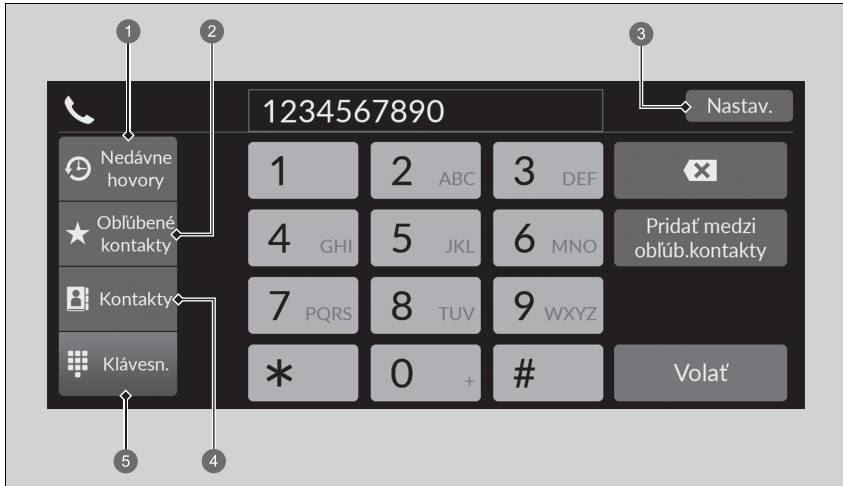 1
2
3
1234567890
Nastav.
Nedávne
hovory
1
2 ABC
3 DEF
Obľúbené
kontakty
4 GHI
5 JKL
6 MNO
Pridať medzi
obľúb.kontakty
Kontakty
7 PQRS
8 TUV
9 WXYZ
Klávesn.
*
0 +
#
Volať
5
4